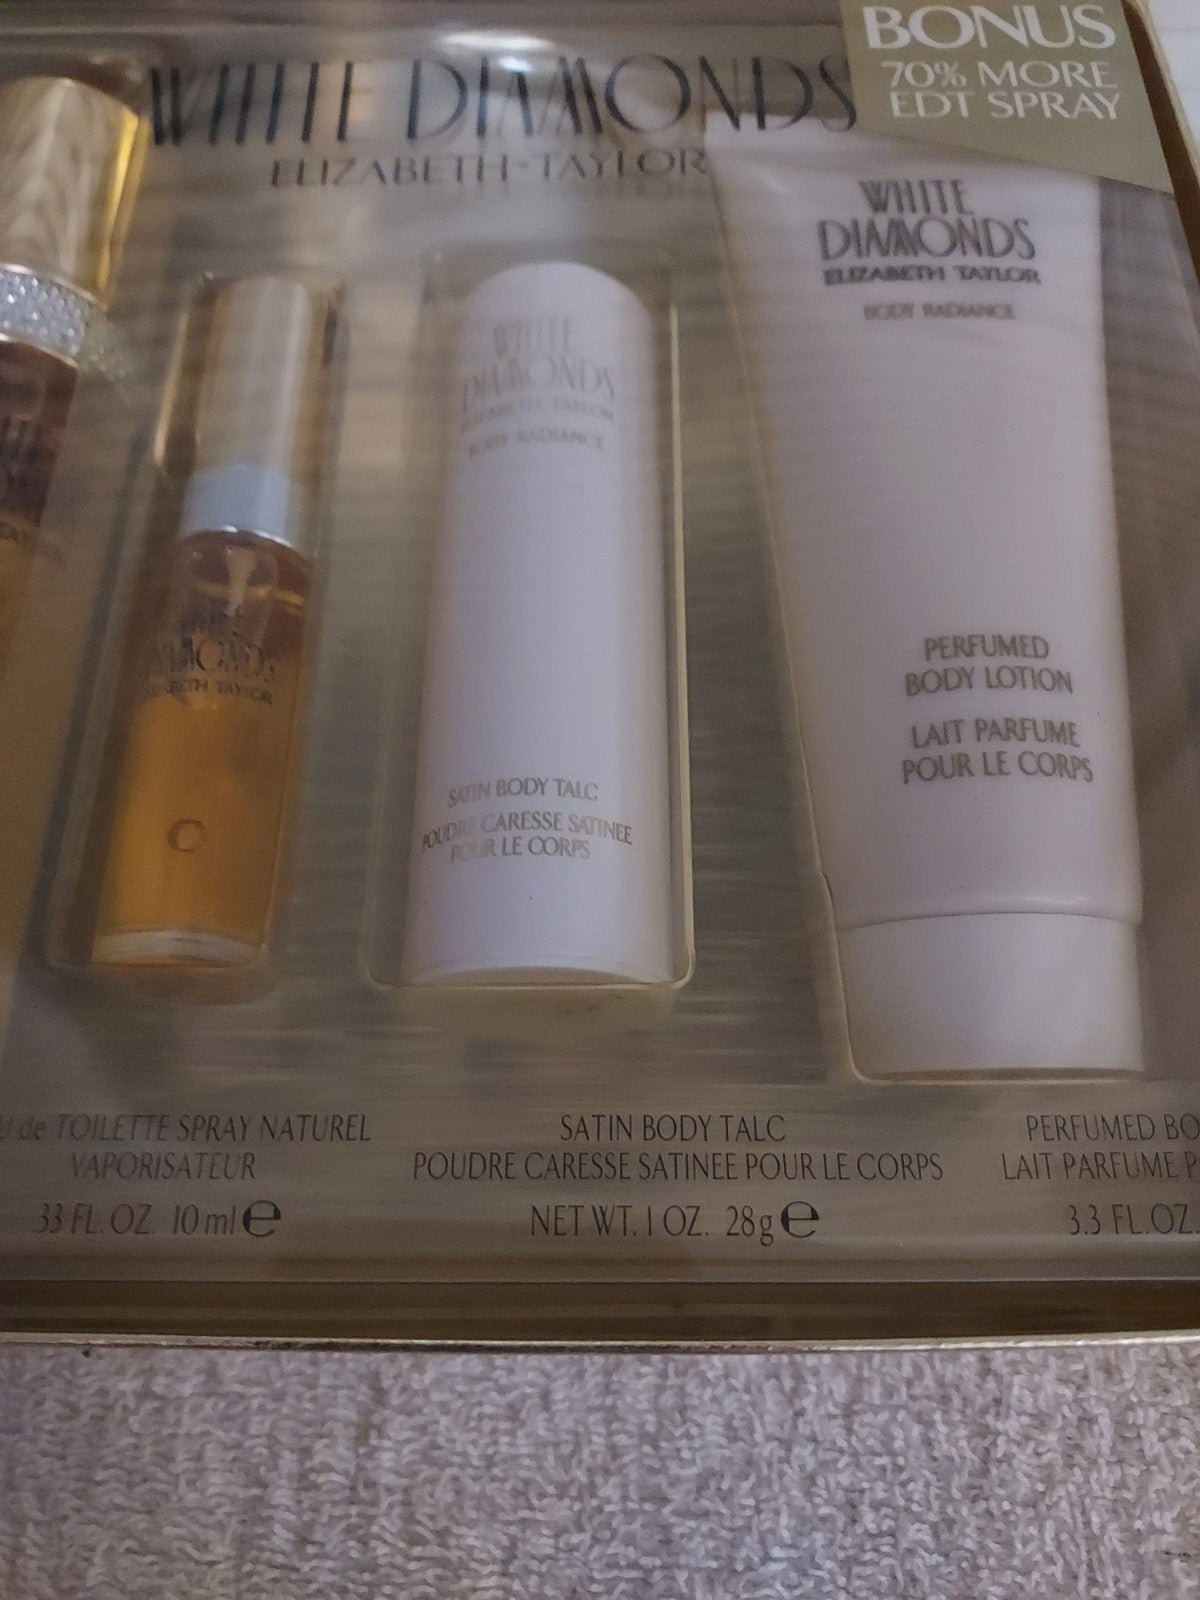 BONUS
70% MORE
EDT SPRAY
WHITE DIAMONDS
ELIZABETH·TAYLOR
WHITE
DIAMONDS
ELIZABETH TAYLOR
BODY RADIANCE
PERFUMED
BODY LOTION
LAIT PARFUME
POUR LE CORPS
WHITE
DIAMONDS
ELIZABETH TAYLOR
BODY RADIANCE
SATIN BODY TALC
POUDRE CARESSE SATINEE
POUR LE CORPS
DIAMONDS
TAYLOR
de TOILETTE SPRAY NATUREL
VAPORISATEUR
.33 FL. OZ. 10 ml e
SATIN BODY TALC
POUDRE CARESSE SATINEE POUR LE CORPS
NET WT. 1 OZ. 28g e
PERFUMED BO
LAIT PARFUME P
3.3 FL.OZ.